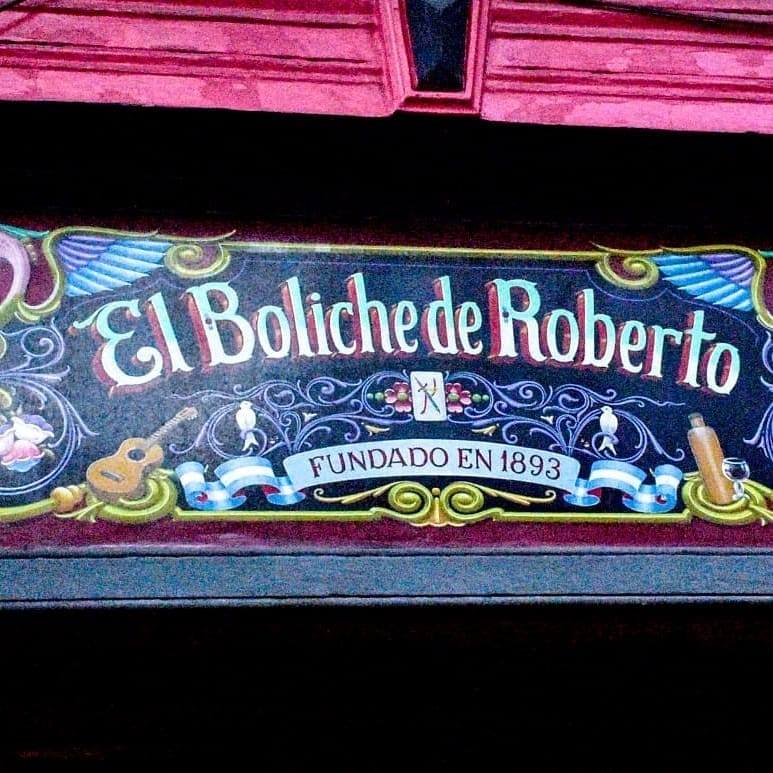 El Boliche de Roberto
FUNDADO EN 1893